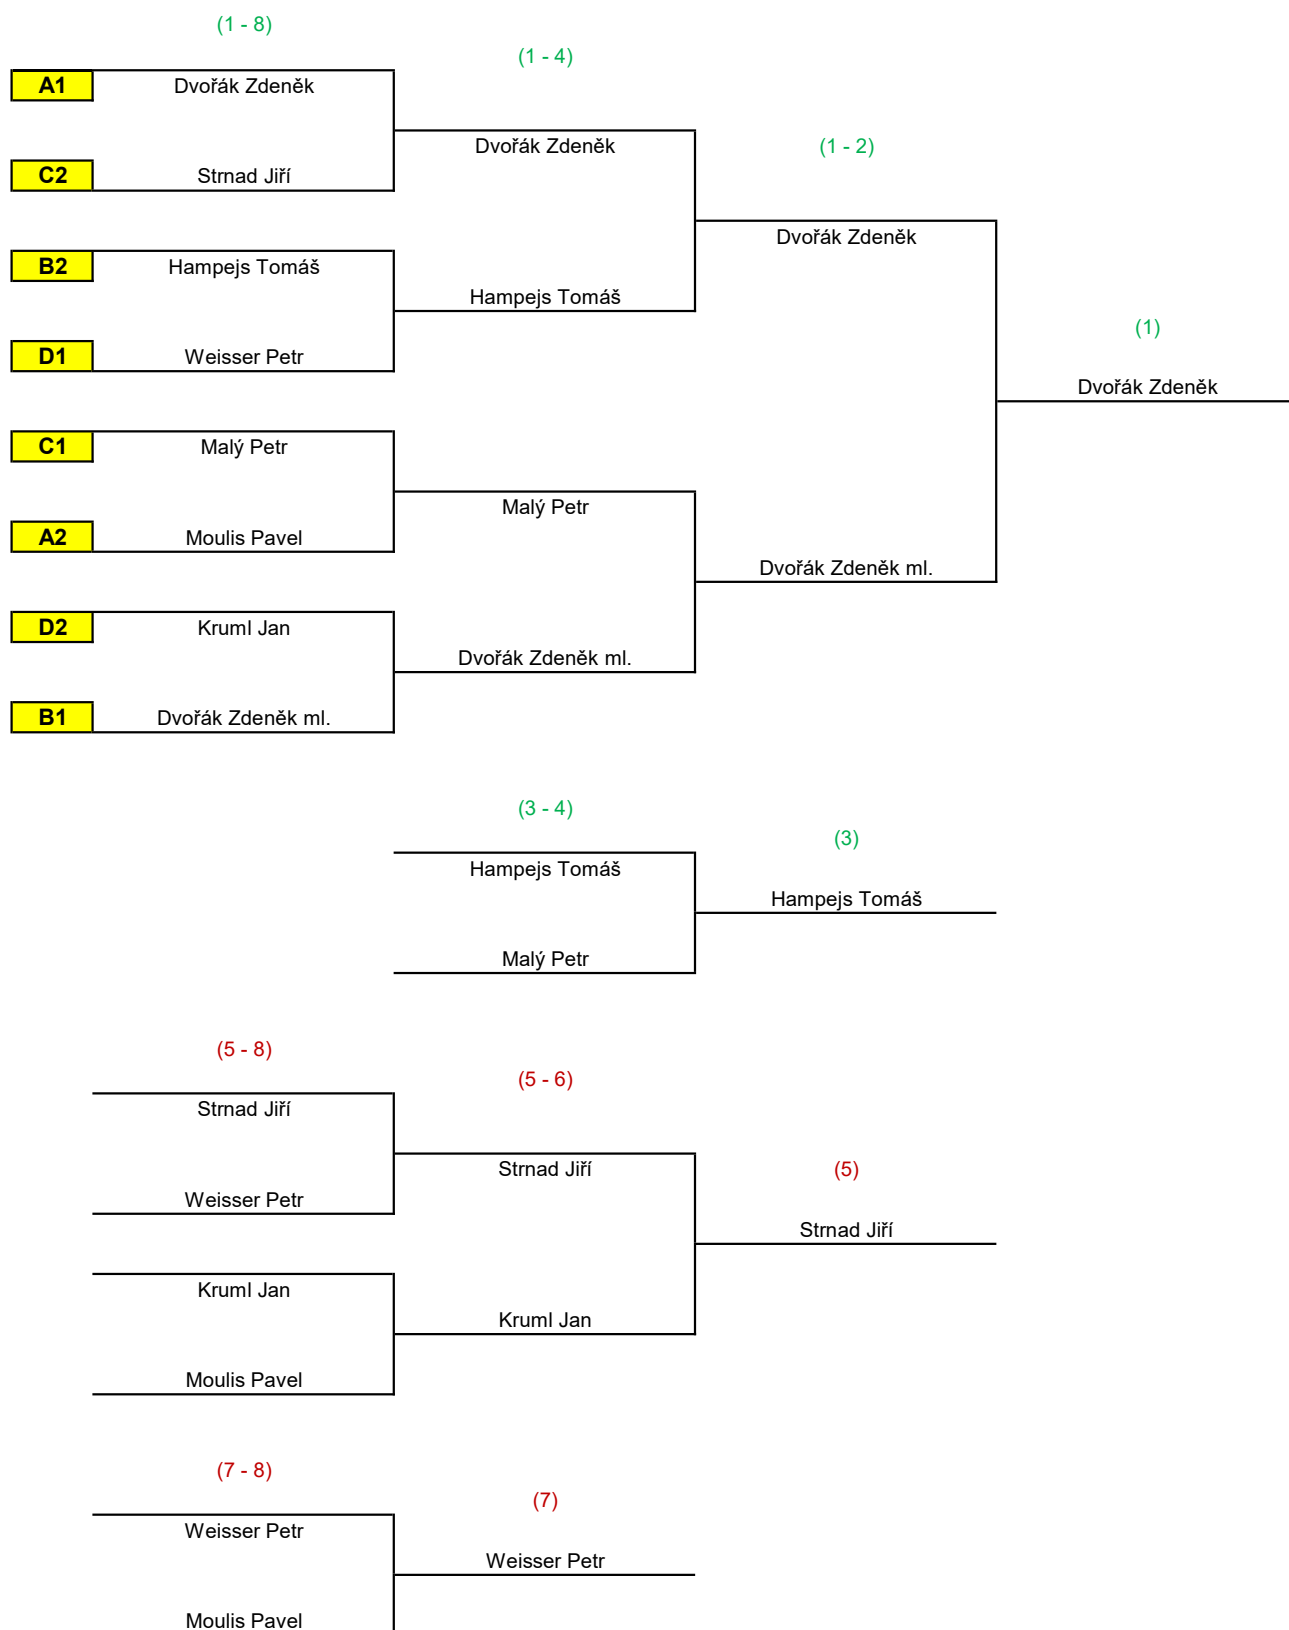 (1 - 8)
(1 - 4)
A1 Dvořák Zdeněk
Dvořák Zdeněk (1 - 2)
C2 Strnad Jiří
Dvořák Zdeněk
B2 Hampejs Tomáš
Hampejs Tomáš
(1)
D1 Weisser Petr
Dvořák Zdeněk
C1 Malý Petr
Malý Petr
A2 Moulis Pavel
Dvořák Zdeněk ml.
D2 Kruml Jan
Dvořák Zdeněk ml.
B1 Dvořák Zdeněk ml.
(3 - 4)
(3)
Hampejs Tomáš
Hampejs Tomáš
Malý Petr
(5 - 8)
(5 - 6)
Strnad Jiří
Strnad Jiří (5)
Weisser Petr
Strnad Jiří
Kruml Jan
Kruml Jan
Moulis Pavel
(7 - 8)
(7)
Weisser Petr
Weisser Petr
Moulis Pavel